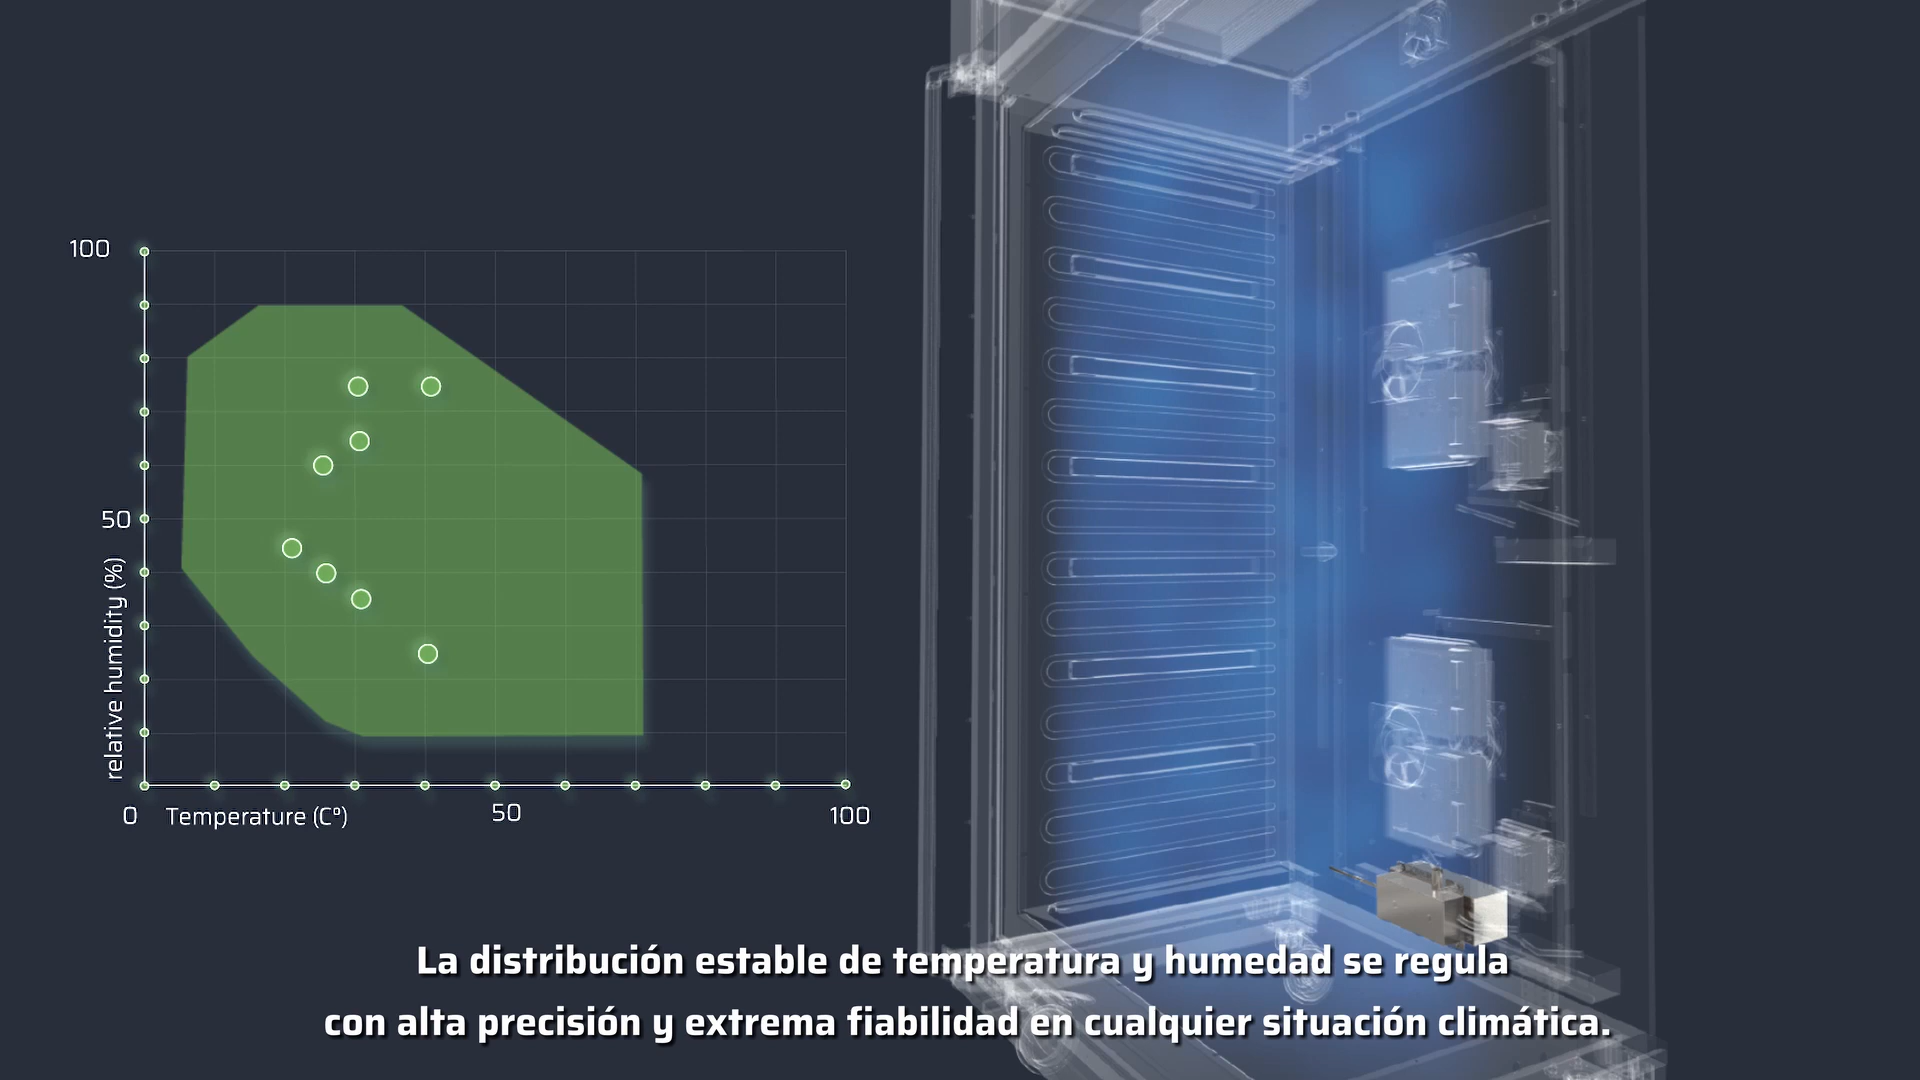 100
50
relative humidity (%)
0 Temperature (Cº) 50 100
La distribución estable de temperatura y humedad se regula
con alta precisión y extrema fiabilidad en cualquier situación climática.